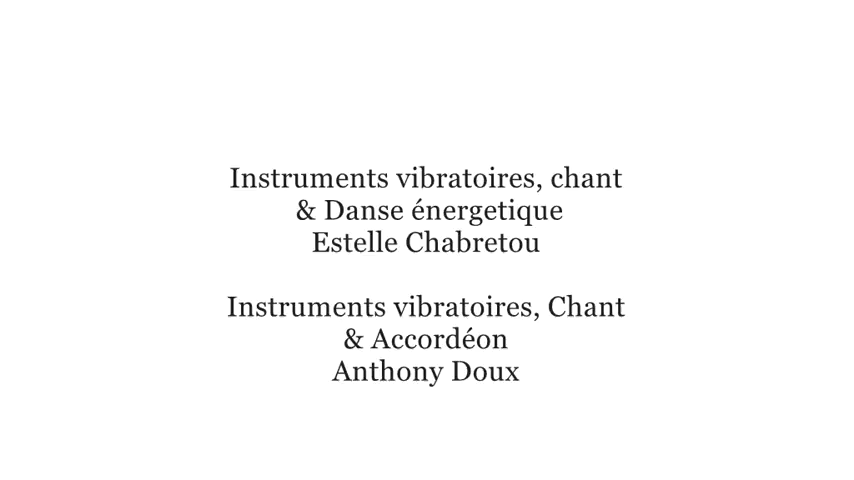 Instruments vibratoires, chant
& Danse énergetique
Estelle Chabretou
Instruments vibratoires, Chant
& Accordéon
Anthony Doux